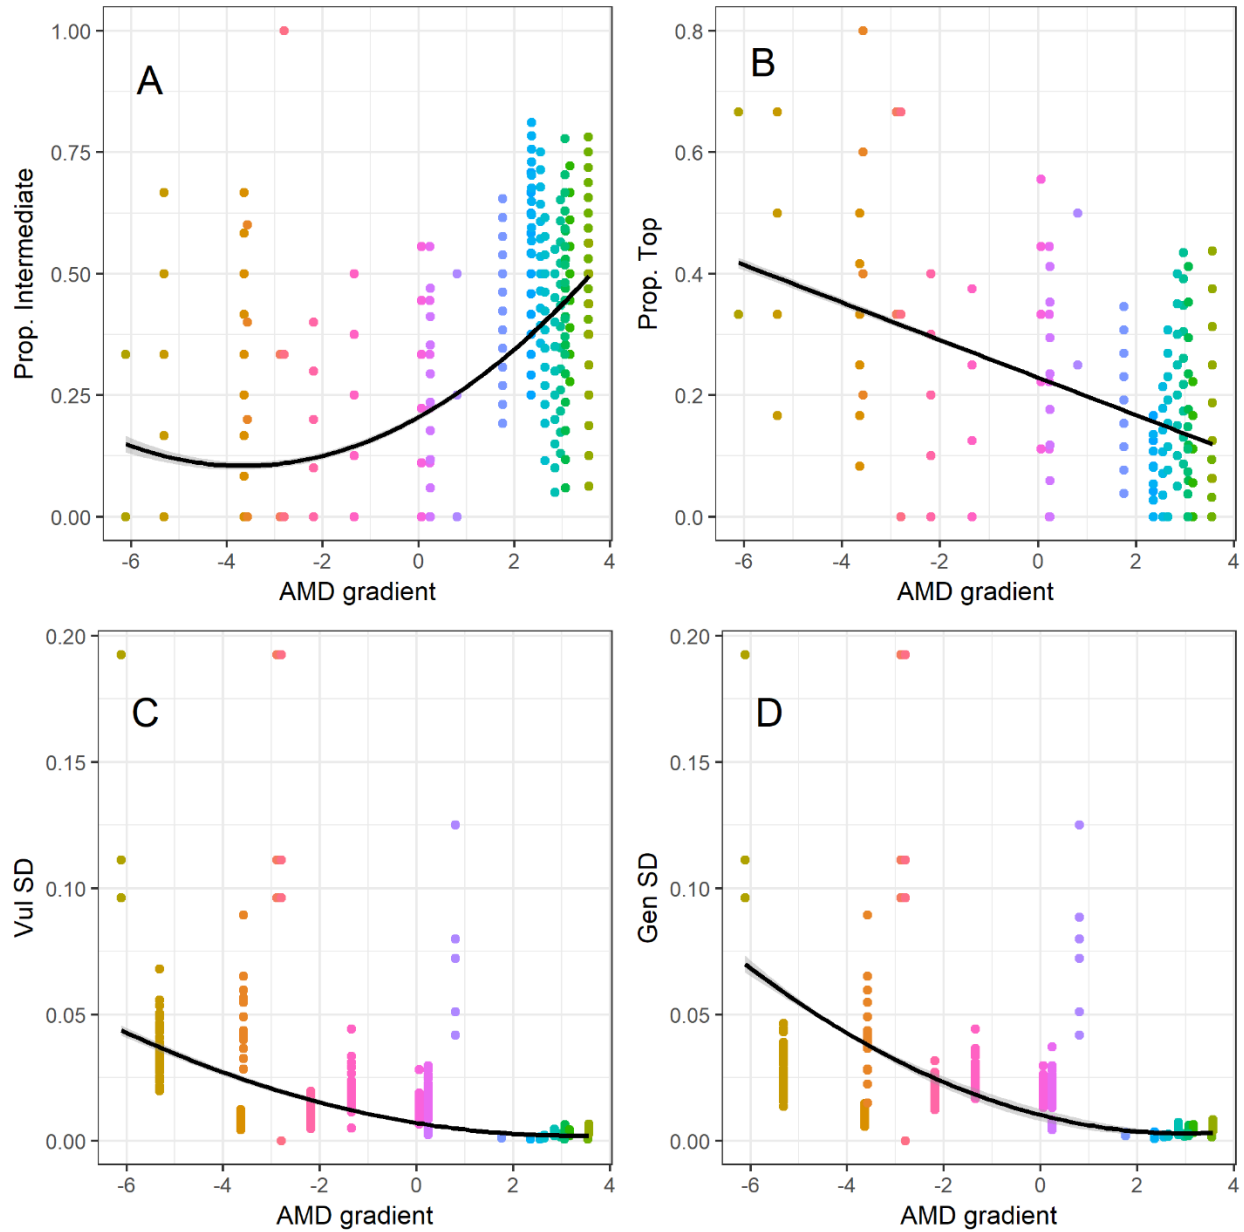 A
Prop. Intermediate
1.00
0.75
0.50
0.25
0.00
-6 -4 -2 0 2 4
AMD gradient
B
Prop. Top
0.8
0.6
0.4
0.2
0.0
-6 -4 -2 0 2 4
AMD gradient
C
Vul SD
0.20
0.15
0.10
0.05
0.00
-6 -4 -2 0 2 4
AMD gradient
D
Gen SD
0.20
0.15
0.10
0.05
0.00
-6 -4 -2 0 2 4
AMD gradient